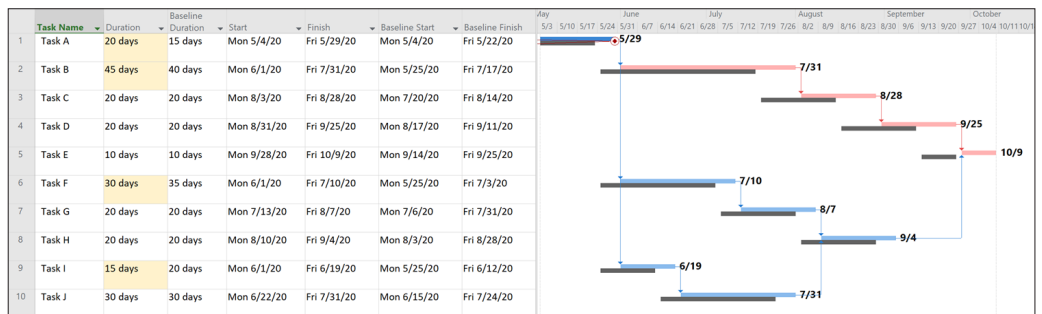 May June July August September October
Baseline
Task Name Duration Duration Start Finish Baseline Start Baseline Finish 5/3 5/10 5/17 5/24 5/31 6/7 6/14 6/21 6/28 7/5 7/12 7/19 7/26 8/2 8/9 8/16 8/23 8/30 9/6 9/13 9/20 9/27 10/4 10/11 10/1
1 Task A 20 days 15 days Mon 5/4/20 Fri 5/29/20 Mon 5/4/20 Fri 5/22/20 5/29
2 Task B 45 days 40 days Mon 6/1/20 Fri 7/31/20 Mon 5/25/20 Fri 7/17/20 7/31
3 Task C 20 days 20 days Mon 8/3/20 Fri 8/28/20 Mon 7/20/20 Fri 8/14/20 8/28
4 Task D 20 days 20 days Mon 8/31/20 Fri 9/25/20 Mon 8/17/20 Fri 9/11/20 9/25
5 Task E 10 days 10 days Mon 9/28/20 Fri 10/9/20 Mon 9/14/20 Fri 9/25/20 10/9
6 Task F 30 days 35 days Mon 6/1/20 Fri 7/10/20 Mon 5/25/20 Fri 7/3/20 7/10
7 Task G 20 days 20 days Mon 7/13/20 Fri 8/7/20 Mon 7/6/20 Fri 7/31/20 8/7
8 Task H 20 days 20 days Mon 8/10/20 Fri 9/4/20 Mon 8/3/20 Fri 8/28/20 9/4
9 Task I 15 days 20 days Mon 6/1/20 Fri 6/19/20 Mon 5/25/20 Fri 6/12/20 6/19
10 Task J 30 days 30 days Mon 6/22/20 Fri 7/31/20 Mon 6/15/20 Fri 7/24/20 7/31